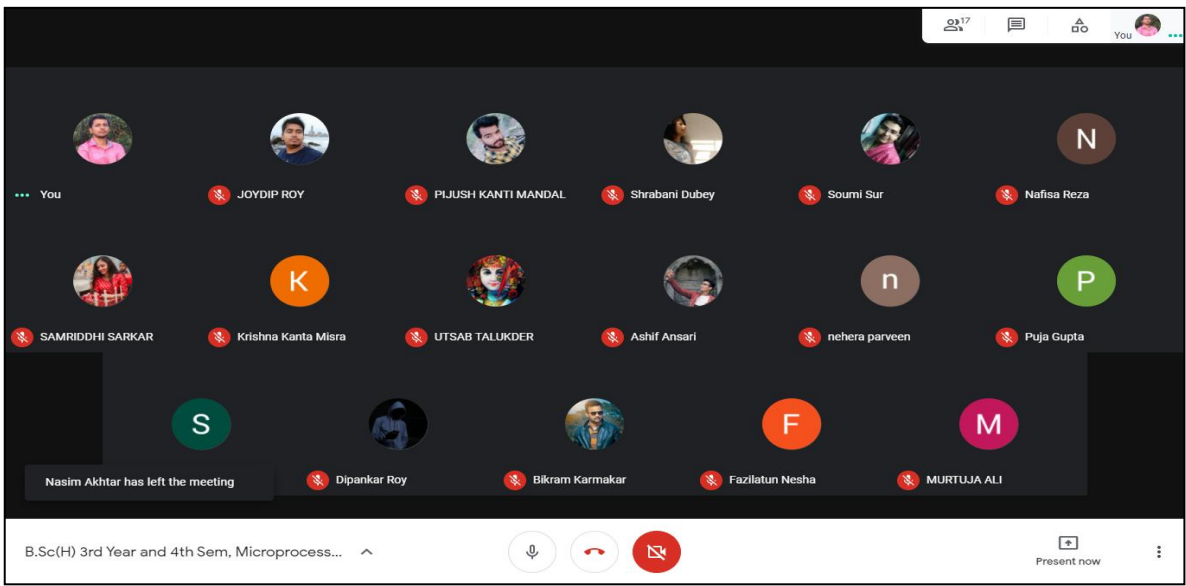 17
You
You
JOYDIP ROY
PIJUSH KANTI MANDAL
Shrabani Dubey
Soumi Sur
N
Nafisa Reza
SAMRIDDHI SARKAR
K
Krishna Kanta Misra
UTSAB TALUKDER
Ashif Ansari
n
nehera parveen
P
Puja Gupta
S
Nasim Akhtar has left the meeting
Dipankar Roy
Bikram Karmakar
F
Fazilatun Nesha
M
MURTUJA ALI
B.Sc(H) 3rd Year and 4th Sem, Microprocess...
Present now